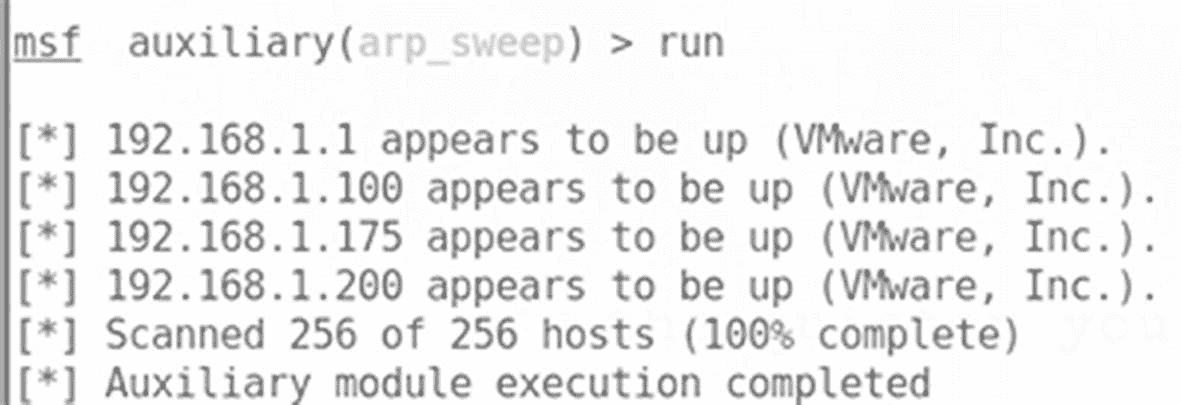 msf  auxiliary(arp_sweep) > run
[*] 192.168.1.1 appears to be up (VMware, Inc.).
[*] 192.168.1.100 appears to be up (VMware, Inc.).
[*] 192.168.1.175 appears to be up (VMware, Inc.).
[*] 192.168.1.200 appears to be up (VMware, Inc.).
[*] Scanned 256 of 256 hosts (100% complete)
[*] Auxiliary module execution completed